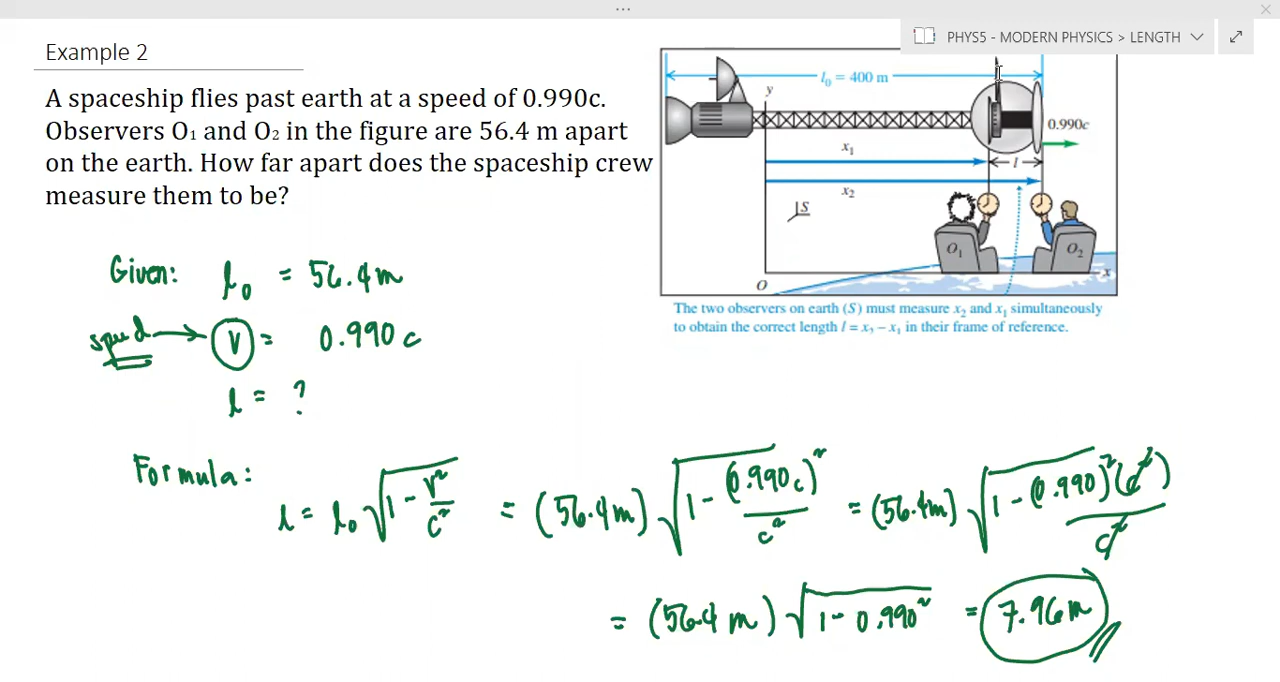 ...
PHYS5 - MODERN PHYSICS > LENGTH
Example 2
A spaceship flies past earth at a speed of 0.990c.
Observers O₁ and O₂ in the figure are 56.4 m apart
on the earth. How far apart does the spaceship crew
measure them to be?
l₀ = 400 m
y
0.990c
x₁
l
x₂
S
O₁
O₂
O
x
The two observers on earth (S) must measure x₂ and x₁ simultaneously
to obtain the correct length l = x₂ – x₁ in their frame of reference.
Given: l₀ = 56.4 m
speed → V = 0.990 c
l = ?
Formula:
l = l₀ √(1 - v²/c²) = (56.4 m) √(1 - (0.990 c)²/c²) = (56.4 m) √(1 - (0.990)²(c²)/c²)
= (56.4 m) √(1 - 0.990²) = 7.96 m